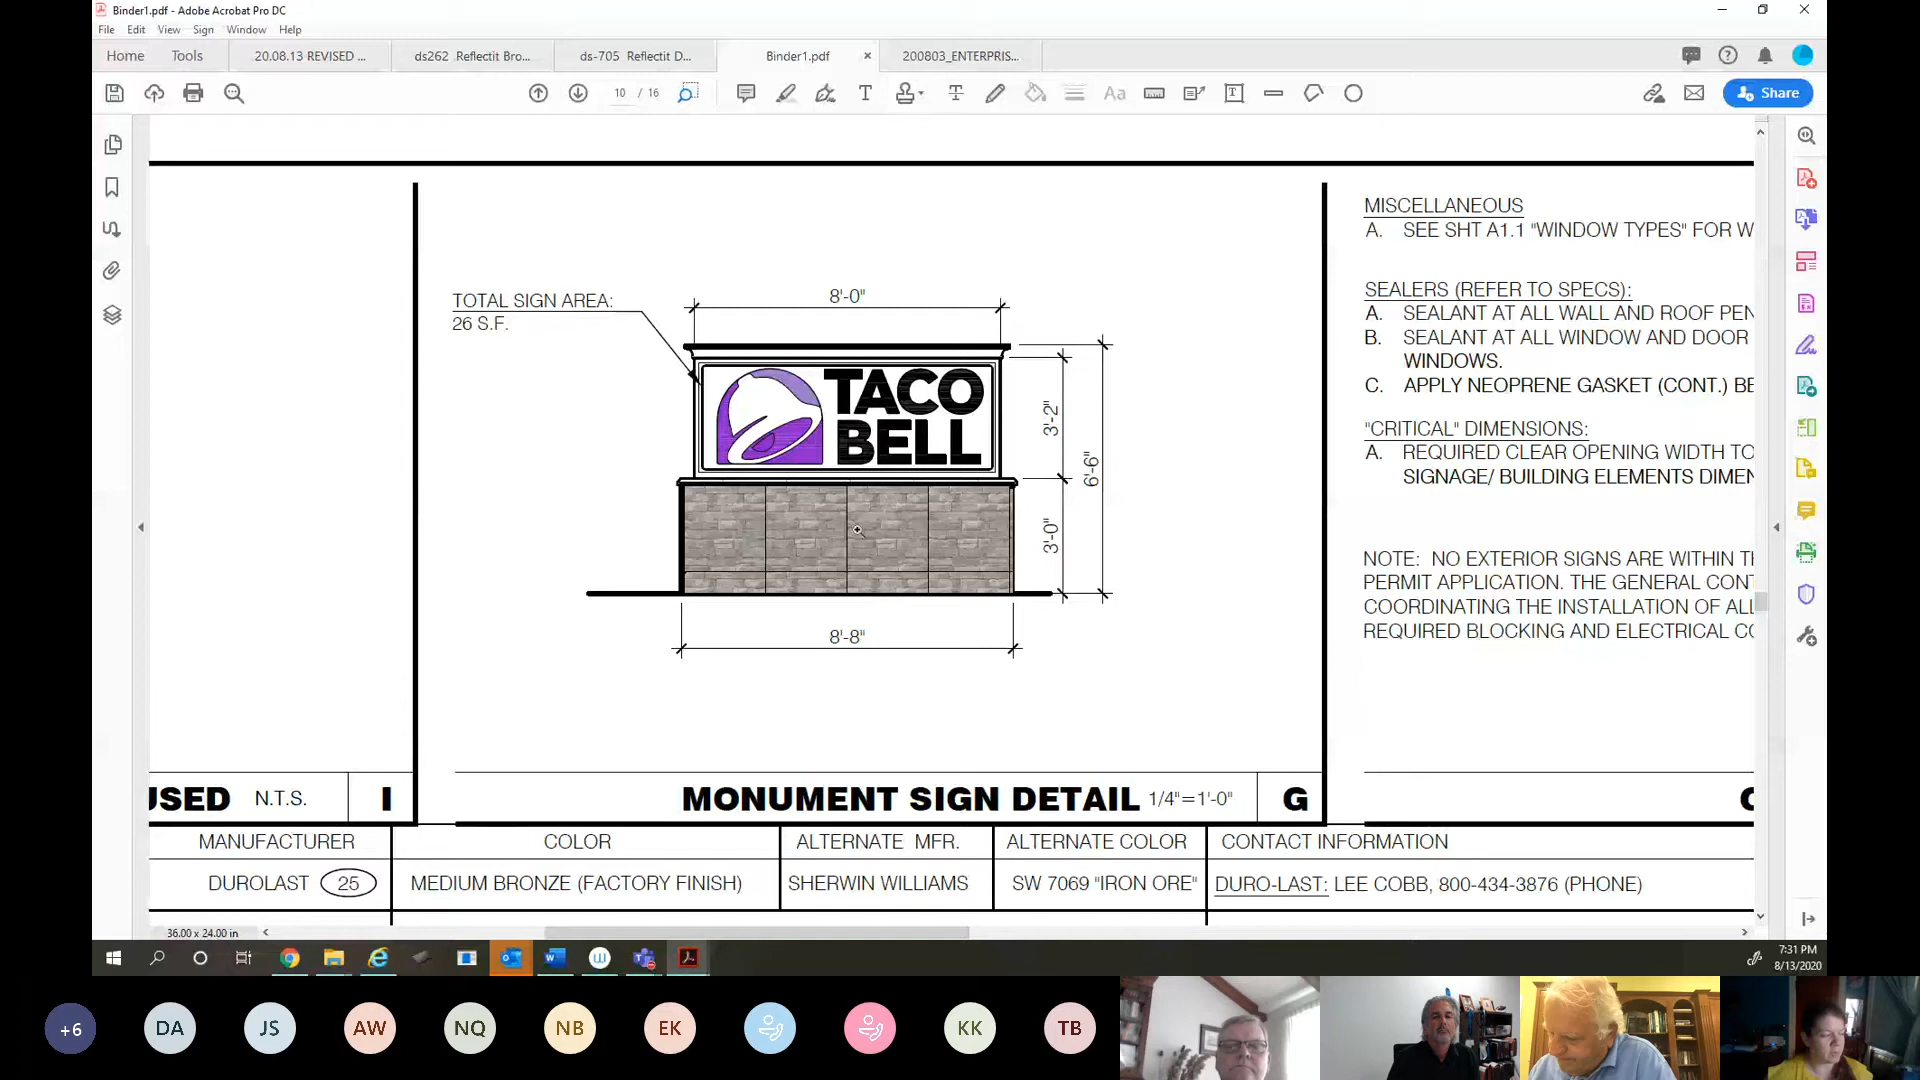 Binder1.pdf - Adobe Acrobat Pro DC
File Edit View Sign Window Help
Home Tools 20.08.13 REVISED ... ds262 Reflectit Bro... ds-705 Reflectit D... Binder1.pdf × 200803_ENTERPRIS...
10 / 16
Share
MISCELLANEOUS
A. SEE SHT A1.1 "WINDOW TYPES" FOR W
TOTAL SIGN AREA:
26 S.F.
8'-0"
SEALERS (REFER TO SPECS):
A. SEALANT AT ALL WALL AND ROOF PEN
B. SEALANT AT ALL WINDOW AND DOOR
WINDOWS.
C. APPLY NEOPRENE GASKET (CONT.) BE
TACO
BELL
3'-2"
6'-6"
3'-0"
8'-8"
"CRITICAL" DIMENSIONS:
A. REQUIRED CLEAR OPENING WIDTH TO
SIGNAGE/ BUILDING ELEMENTS DIMEN
NOTE: NO EXTERIOR SIGNS ARE WITHIN TH
PERMIT APPLICATION. THE GENERAL CONT
COORDINATING THE INSTALLATION OF ALL
REQUIRED BLOCKING AND ELECTRICAL CO
USED N.T.S. I
MONUMENT SIGN DETAIL 1/4"=1'-0" G
MANUFACTURER COLOR ALTERNATE MFR. ALTERNATE COLOR CONTACT INFORMATION
DUROLAST 25 MEDIUM BRONZE (FACTORY FINISH) SHERWIN WILLIAMS SW 7069 "IRON ORE" DURO-LAST: LEE COBB, 800-434-3876 (PHONE)
36.00 x 24.00 in
7:31 PM
8/13/2020
+6 DA JS AW NQ NB EK KK TB